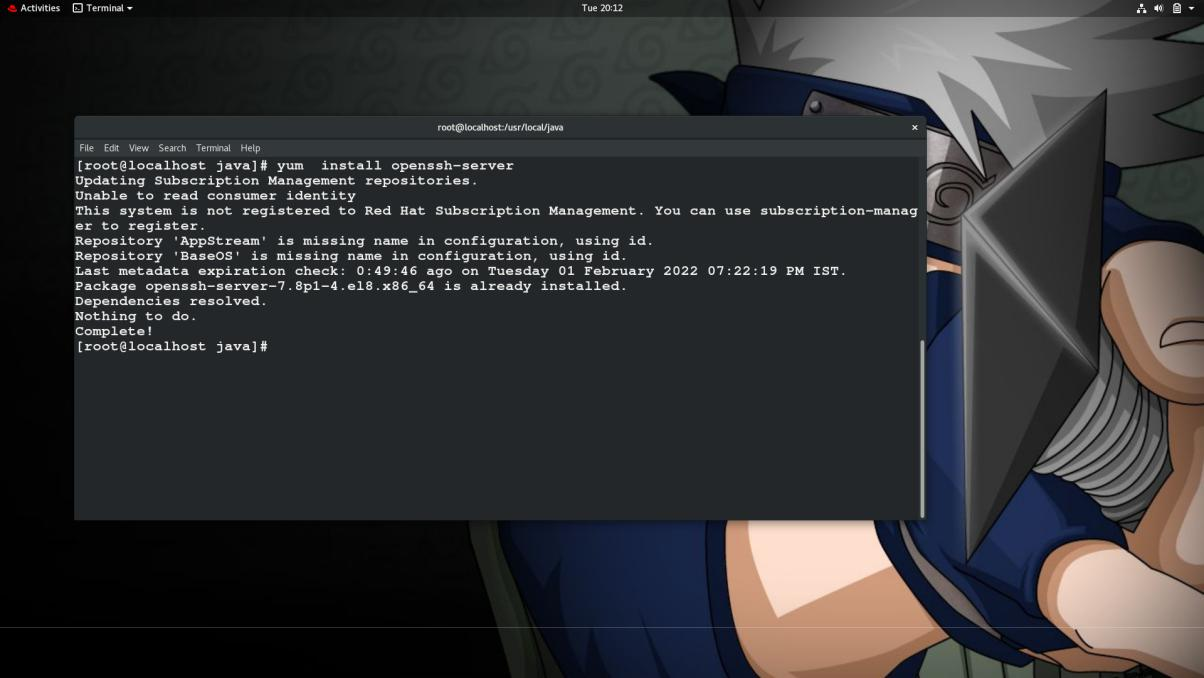 Activities Terminal Tue 20:12
root@localhost:/usr/local/java ×
File Edit View Search Terminal Help
[root@localhost java]# yum  install openssh-server
Updating Subscription Management repositories.
Unable to read consumer identity
This system is not registered to Red Hat Subscription Management. You can use subscription-manag
er to register.
Repository 'AppStream' is missing name in configuration, using id.
Repository 'BaseOS' is missing name in configuration, using id.
Last metadata expiration check: 0:49:46 ago on Tuesday 01 February 2022 07:22:19 PM IST.
Package openssh-server-7.8p1-4.el8.x86_64 is already installed.
Dependencies resolved.
Nothing to do.
Complete!
[root@localhost java]#